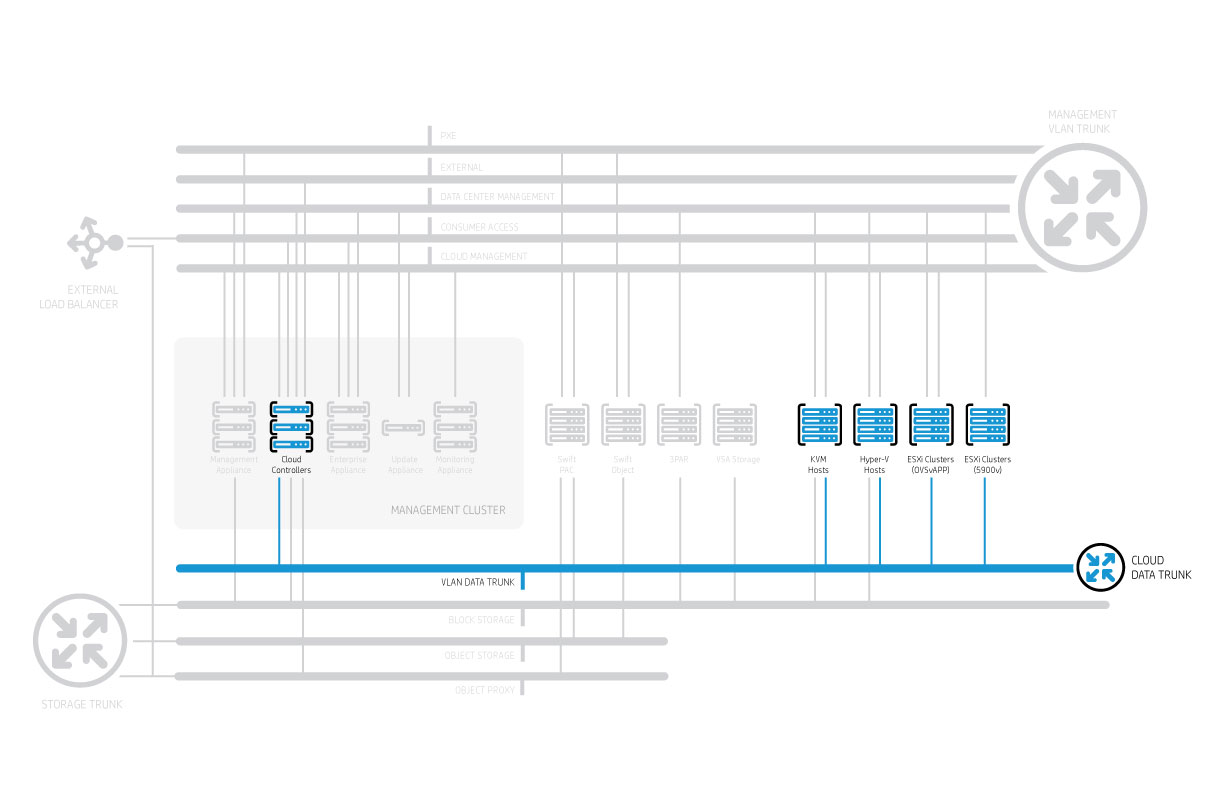 MANAGEMENT
VLAN TRUNK
PXE
EXTERNAL
DATA CENTER MANAGEMENT
CONSUMER ACCESS
CLOUD MANAGEMENT
EXTERNAL
LOAD BALANCER
Management
Appliance
Cloud
Controllers
Enterprise
Appliance
Update
Appliance
Monitoring
Appliance
Swift
PAC
Swift
Object
3PAR
VSA Storage
KVM
Hosts
Hyper-V
Hosts
ESXi Clusters
(OVSvAPP)
ESXi Clusters
(5900v)
MANAGEMENT CLUSTER
CLOUD
DATA TRUNK
VLAN DATA TRUNK
BLOCK STORAGE
OBJECT STORAGE
OBJECT PROXY
STORAGE TRUNK